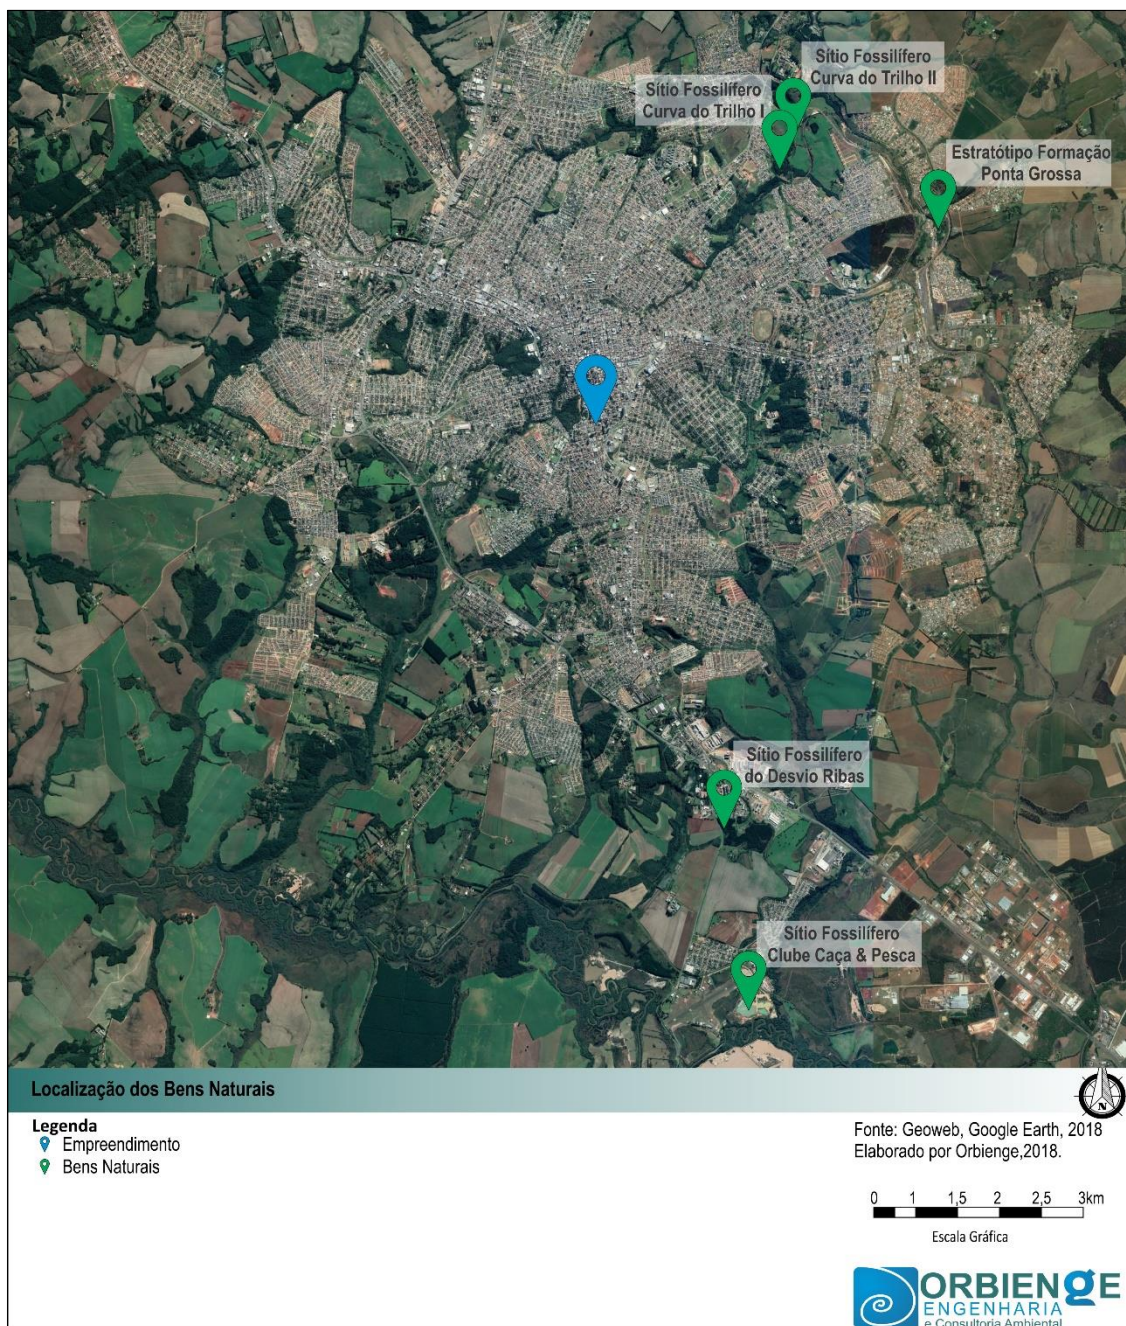 Sítio Fossilífero
Curva do Trilho II
Sítio Fossilífero
Curva do Trilho I
Estratótipo Formação
Ponta Grossa
Sítio Fossilífero
do Desvio Ribas
Sítio Fossilífero
Clube Caça & Pesca
Localização dos Bens Naturais
N
Legenda
Empreendimento
Bens Naturais
Fonte: Geoweb, Google Earth, 2018
Elaborado por Orbienge,2018.
0 1 1,5 2 2,5 3km
Escala Gráfica
ORBIENGE
ENGENHARIA
e Consultoria Ambiental